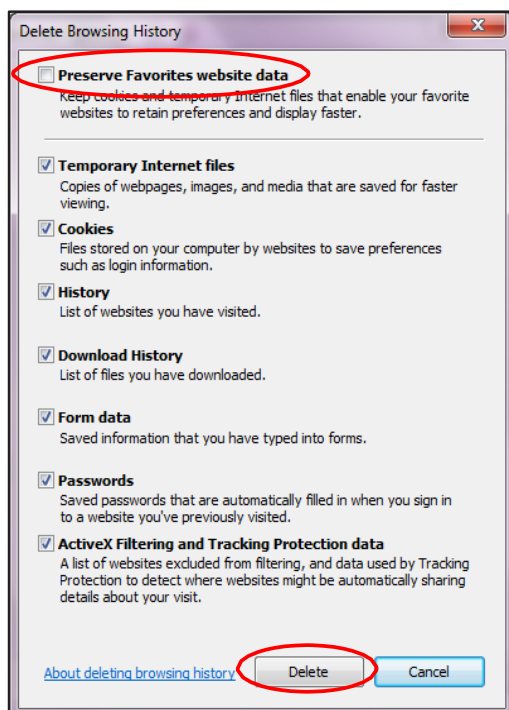 Delete Browsing History
Preserve Favorites website data
Keep cookies and temporary Internet files that enable your favorite
websites to retain preferences and display faster.
Temporary Internet files
Copies of webpages, images, and media that are saved for faster
viewing.
Cookies
Files stored on your computer by websites to save preferences
such as login information.
History
List of websites you have visited.
Download History
List of files you have downloaded.
Form data
Saved information that you have typed into forms.
Passwords
Saved passwords that are automatically filled in when you sign in
to a website you've previously visited.
ActiveX Filtering and Tracking Protection data
A list of websites excluded from filtering, and data used by Tracking
Protection to detect where websites might be automatically sharing
details about your visit.
About deleting browsing history Delete Cancel